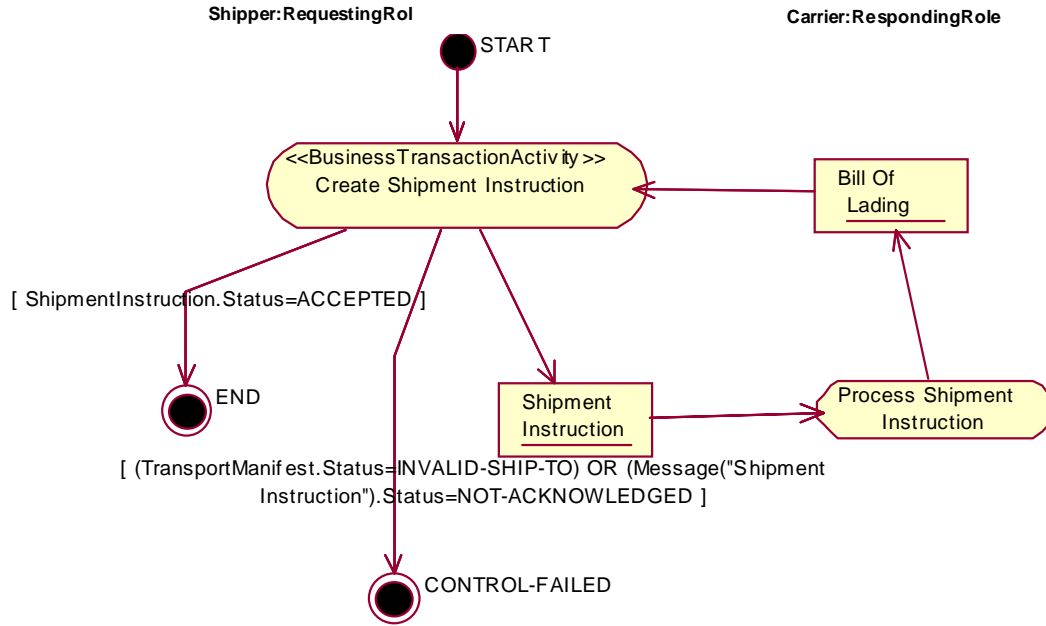 Shipper:RequestingRol
Carrier:RespondingRole
START
<<BusinessTransactionActivity>>
Create Shipment Instruction
Bill Of
Lading
[ ShipmentInstruction.Status=ACCEPTED ]
END
Shipment
Instruction
Process Shipment
Instruction
[ (TransportManifest.Status=INVALID-SHIP-TO) OR (Message("Shipment
Instruction").Status=NOT-ACKNOWLEDGED ]
CONTROL-FAILED